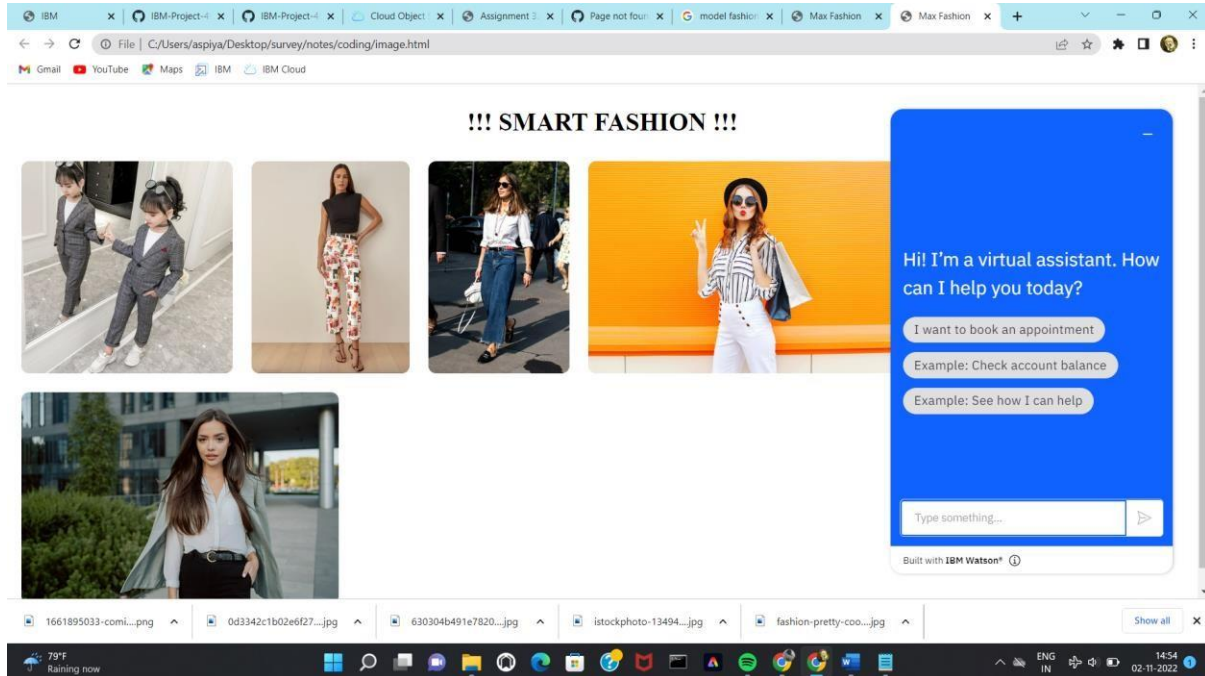 IBM
IBM-Project-4
IBM-Project-4
Cloud Object
Assignment 3.
Page not foun
model fashion
Max Fashion
Max Fashion
File | C:/Users/aspiya/Desktop/survey/notes/coding/image.html
Gmail YouTube Maps IBM IBM Cloud
!!! SMART FASHION !!!
Hi! I'm a virtual assistant. How
can I help you today?
I want to book an appointment
Example: Check account balance
Example: See how I can help
Type something...
Built with IBM Watson®
1661895033-comi....png
0d3342c1b02e6f27....jpg
630304b491e7820....jpg
istockphoto-13494....jpg
fashion-pretty-coo....jpg
Show all
79°F
Raining now
ENG
IN
14:54
02-11-2022
1